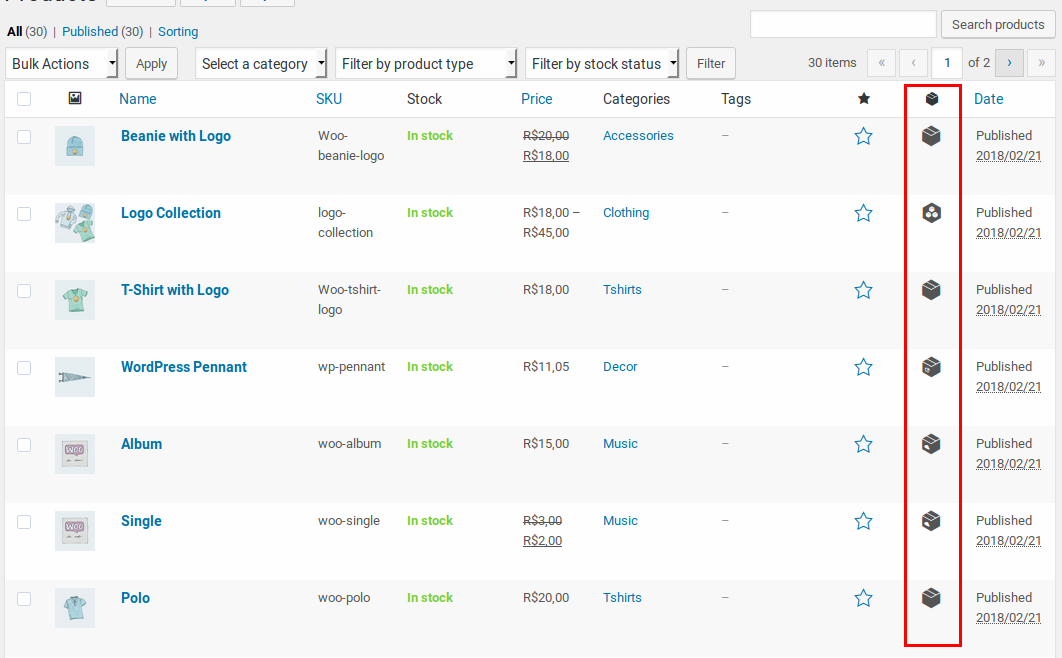 All (30) | Published (30) | Sorting
Search products
Bulk Actions Apply Select a category Filter by product type Filter by stock status Filter 30 items « ‹ 1 of 2 › »
Name SKU Stock Price Categories Tags Date
Beanie with Logo Woo- In stock R$20,00 Accessories – Published
beanie-logo R$18,00 2018/02/21
Logo Collection logo- In stock R$18,00 – Clothing – Published
collection R$45,00 2018/02/21
T-Shirt with Logo Woo-tshirt- In stock R$18,00 Tshirts – Published
logo 2018/02/21
WordPress Pennant wp-pennant In stock R$11,05 Decor – Published
2018/02/21
Album woo-album In stock R$15,00 Music – Published
WOO 2018/02/21
Single woo-single In stock R$3,00 Music – Published
WOO R$2,00 2018/02/21
Polo woo-polo In stock R$20,00 Tshirts – Published
2018/02/21